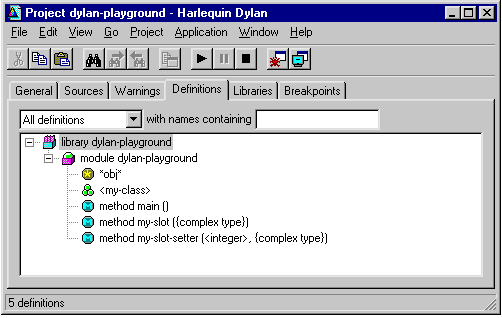 Project dylan-playground - Harlequin Dylan
File Edit View Go Project Application Window Help
General Sources Warnings Definitions Libraries Breakpoints
All definitions with names containing
library dylan-playground
module dylan-playground
*obj*
<my-class>
method main ()
method my-slot ({complex type})
method my-slot-setter (<integer>, {complex type})
5 definitions